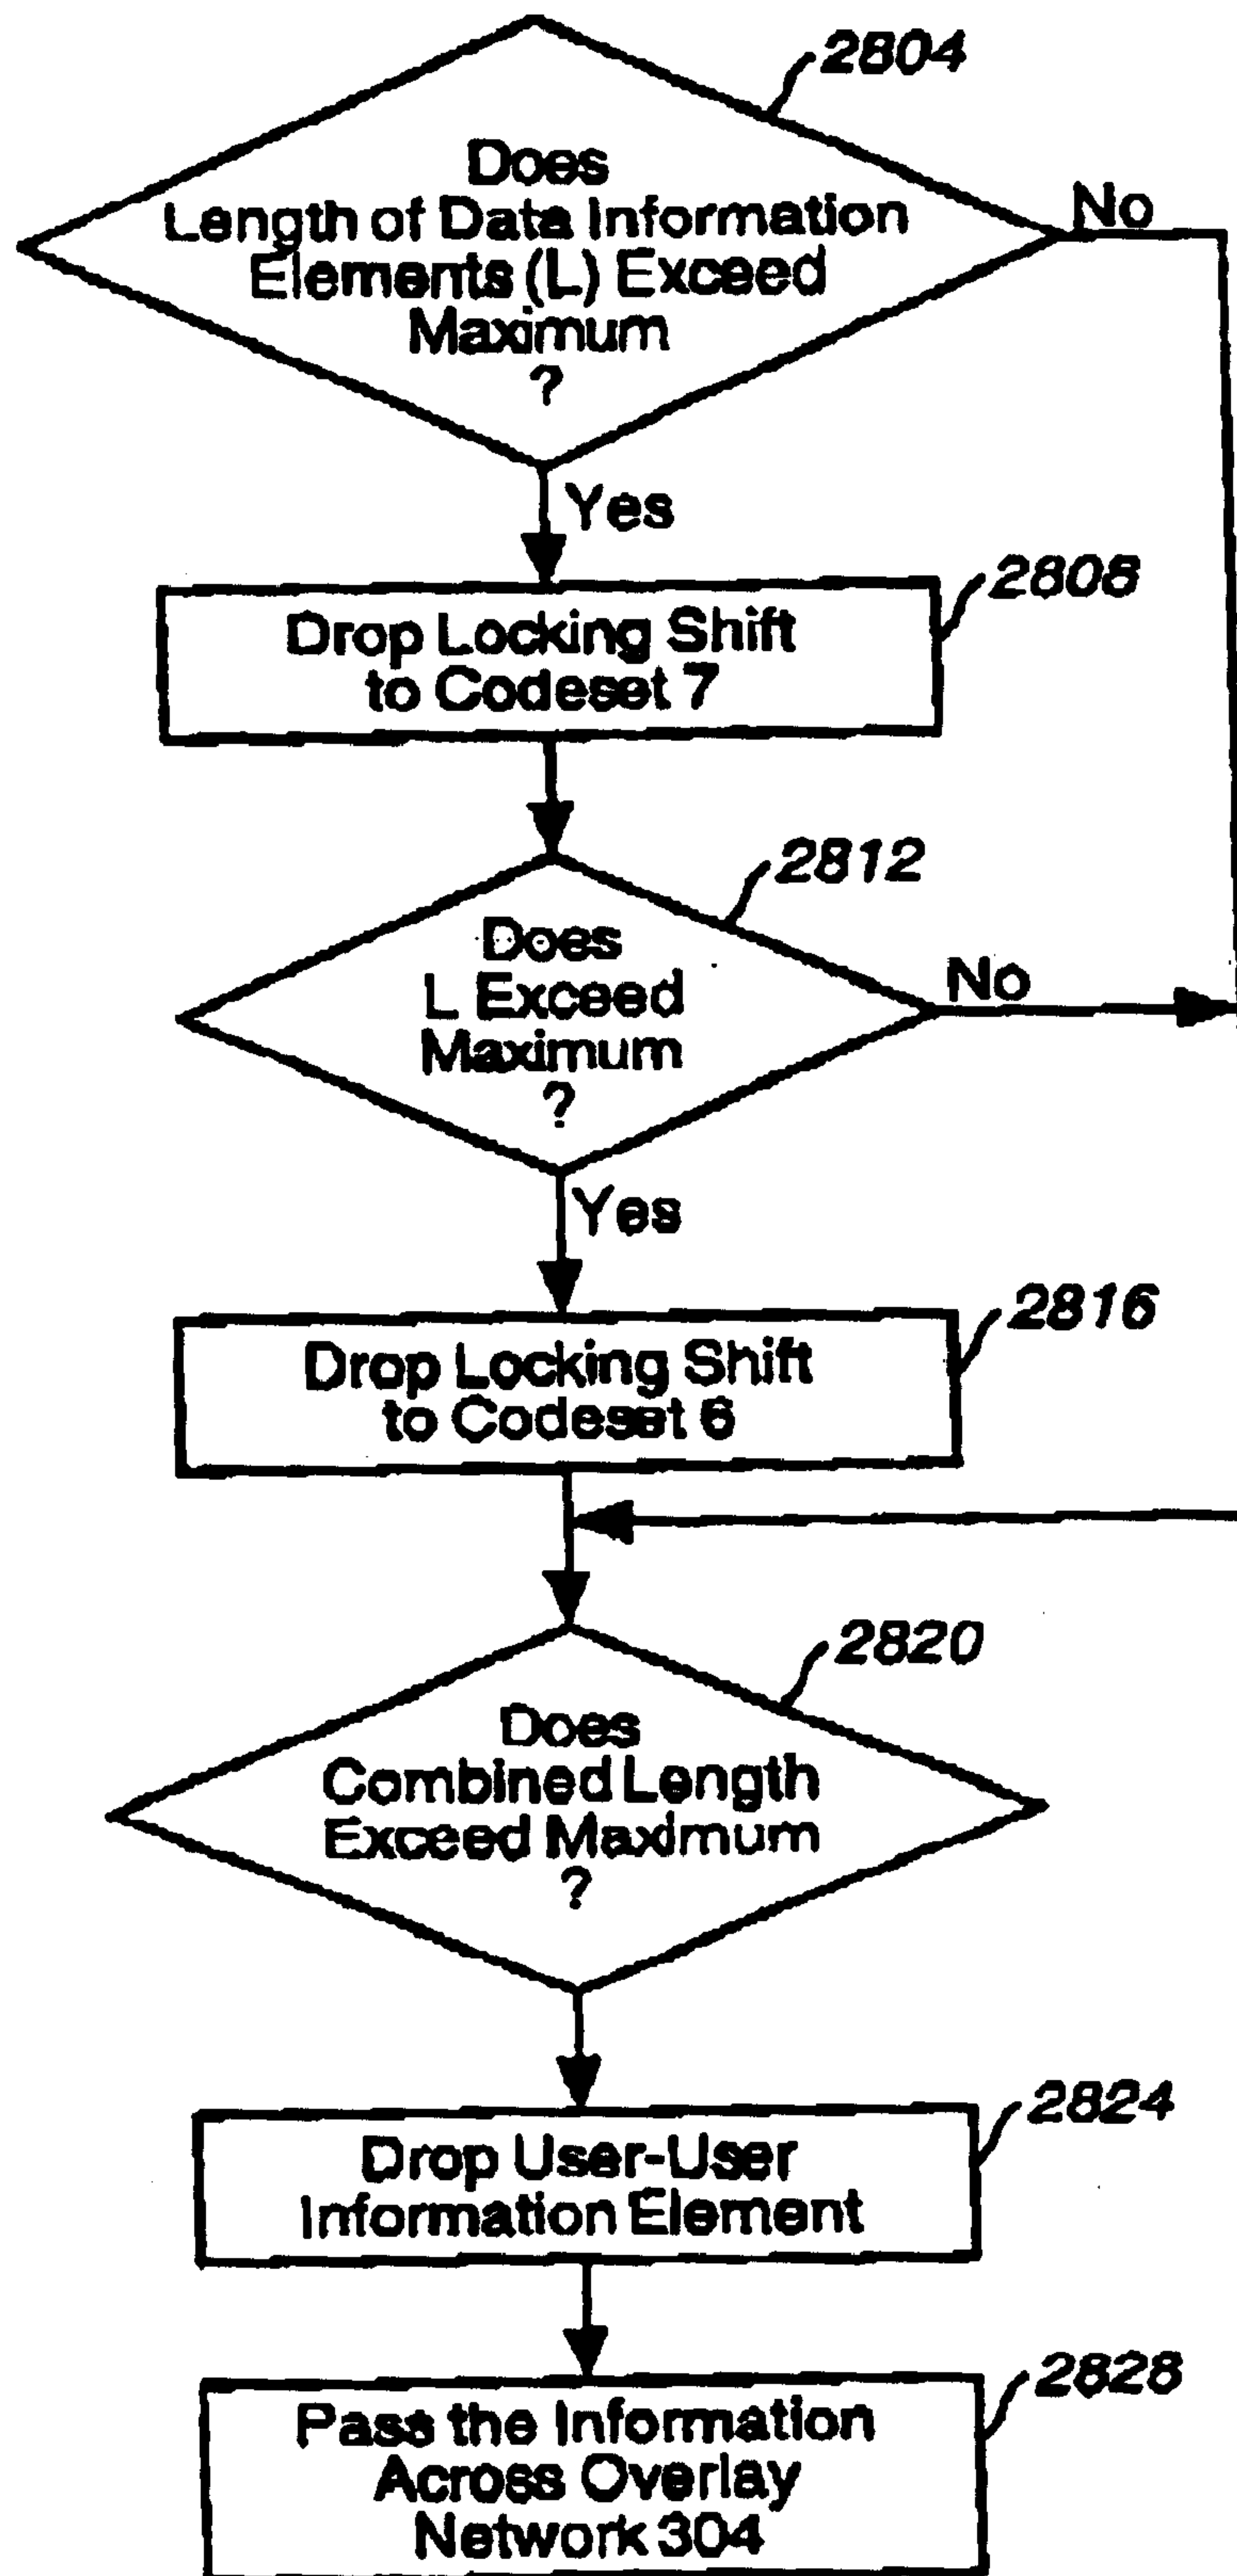 2804
Does
Length of Data Information
Elements (L) Exceed
Maximum
?
No
Yes
2808
Drop Locking Shift
to Codeset 7
2812
Does
L Exceed
Maximum
?
No
Yes
2816
Drop Locking Shift
to Codeset 6
2820
Does
Combined Length
Exceed Maximum
?
2824
Drop User-User
Information Element
2828
Pass the Information
Across Overlay
Network 304